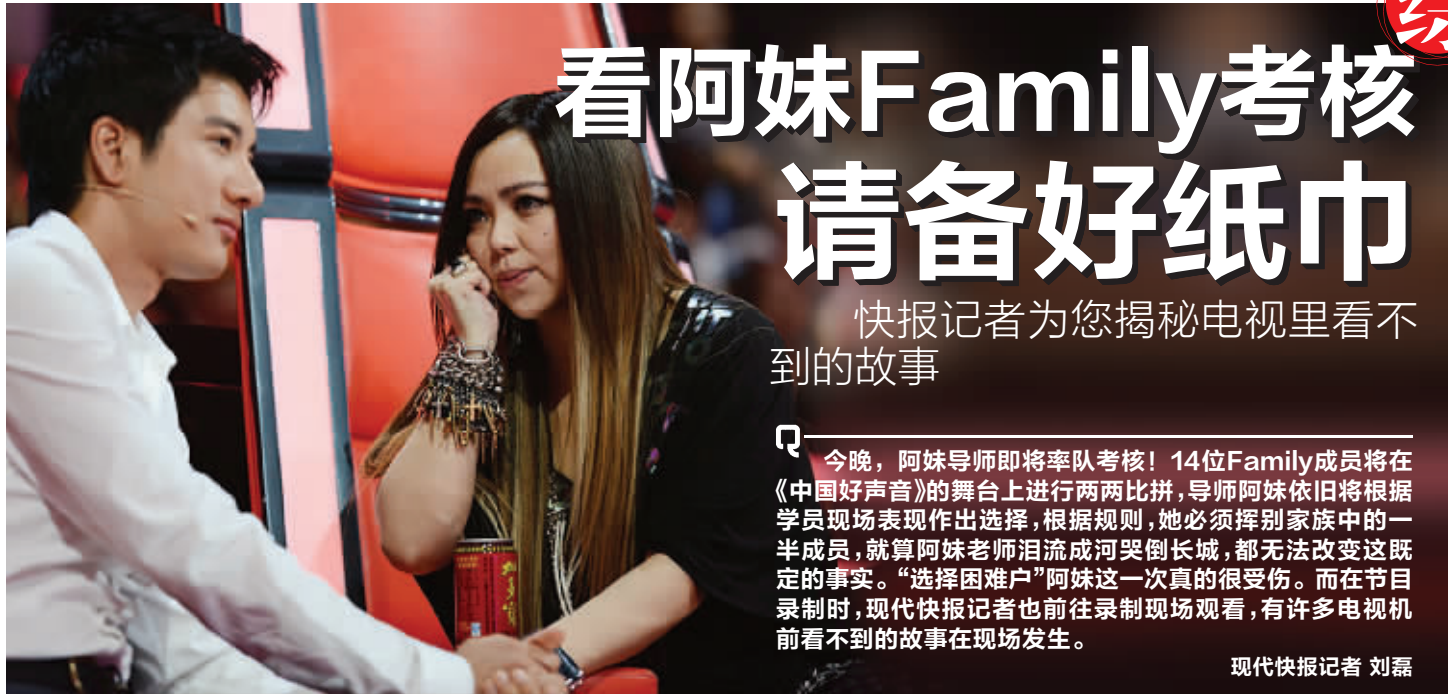 看阿妹Family考核
请备好纸巾
快报记者为您揭秘电视里看不
到的故事
今晚，阿妹导师即将率队考核！14位Family成员将在
《中国好声音》的舞台上进行两两比拼，导师阿妹依旧将根据
学员现场表现作出选择，根据规则，她必须挥别家族中的一
半成员，就算阿妹老师泪流成河哭倒长城，都无法改变这既
定的事实。“选择困难户”阿妹这一次真的很受伤。而在节目
录制时，现代快报记者也前往录制现场观看，有许多电视机
前看不到的故事在现场发生。
现代快报记者 刘磊